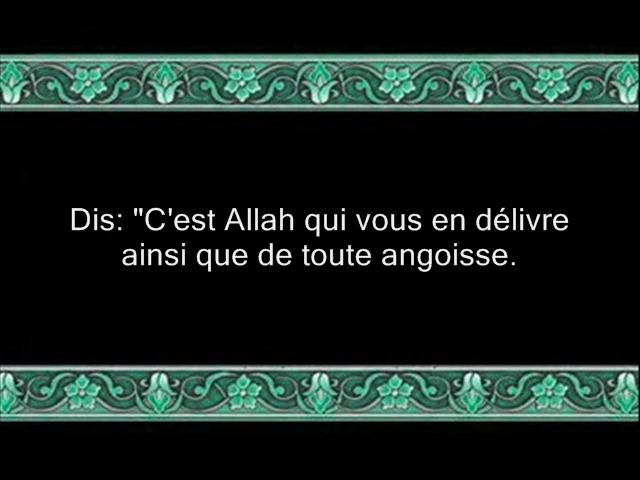 Dis: "C'est Allah qui vous en délivre
ainsi que de toute angoisse.